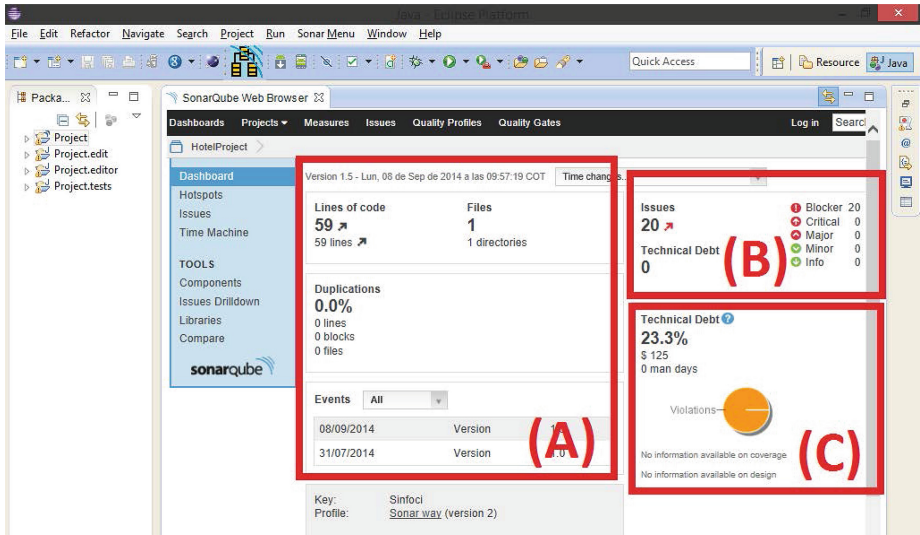 Java - Eclipse Platform
File Edit Refactor Navigate Search Project Run Sonar Menu Window Help
Quick Access
Resource
Java
Packa...
Project
Project.edit
Project.editor
Project.tests
SonarQube Web Browser
Dashboards Projects Measures Issues Quality Profiles Quality Gates Log in Search
HotelProject
Dashboard
Hotspots
Issues
Time Machine
TOOLS
Components
Issues Drilldown
Libraries
Compare
sonarqube
Version 1.5 - Lun, 08 de Sep de 2014 a las 09:57:19 COT Time changes...
Lines of code
59
59 lines
Files
1
1 directories
Duplications
0.0%
0 lines
0 blocks
0 files
Events All
08/09/2014 Version
31/07/2014 Version 1.0
(A)
Key: Sinfoci
Profile: Sonar way (version 2)
Issues
20
Technical Debt
0
Blocker 20
Critical 0
Major 0
Minor 0
Info 0
(B)
Technical Debt
23.3%
$ 125
0 man days
Violations
No information available on coverage
No information available on design
(C)